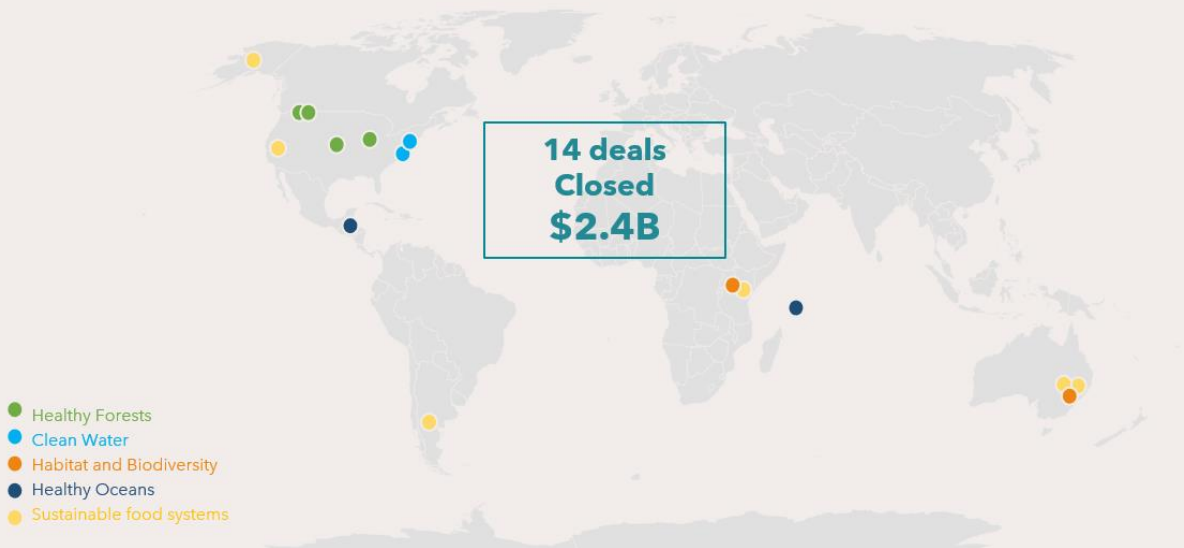 14 deals
Closed
$2.4B
Healthy Forests
Clean Water
Habitat and Biodiversity
Healthy Oceans
Sustainable food systems